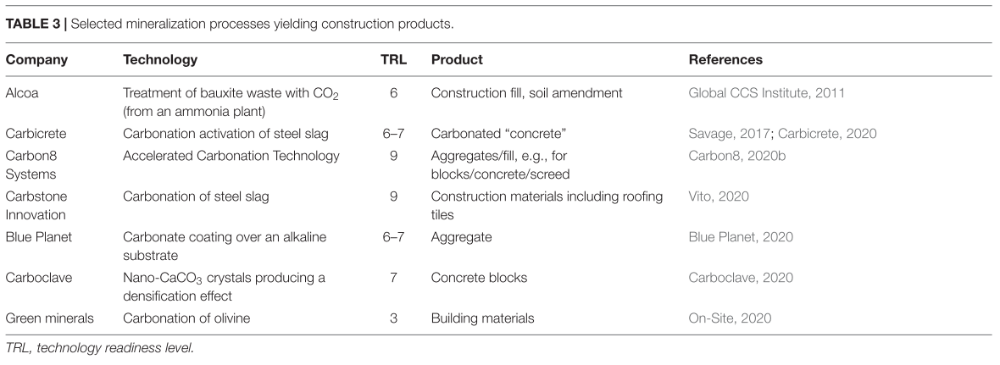 TABLE 3 | Selected mineralization processes yielding construction products.
Company Technology TRL Product References
Alcoa Treatment of bauxite waste with CO2 6 Construction fill, soil amendment Global CCS Institute, 2011
(from an ammonia plant)
Carbicrete Carbonation activation of steel slag 6–7 Carbonated “concrete” Savage, 2017; Carbicrete, 2020
Carbon8 Accelerated Carbonation Technology 9 Aggregates/fill, e.g., for Carbon8, 2020b
Systems blocks/concrete/screed
Carbstone Carbonation of steel slag 9 Construction materials including roofing Vito, 2020
Innovation tiles
Blue Planet Carbonate coating over an alkaline 6–7 Aggregate Blue Planet, 2020
substrate
Carboclave Nano-CaCO3 crystals producing a 7 Concrete blocks Carboclave, 2020
densification effect
Green minerals Carbonation of olivine 3 Building materials On-Site, 2020
TRL, technology readiness level.